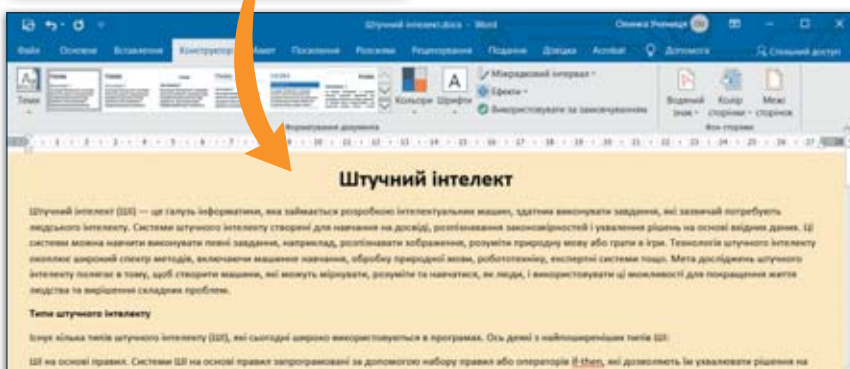 Штучний інтелект.docx - Word
Файл Основне Вставлення Конструктор Макет Посилання Розсилки Рецензування Подання Довідка Acrobat Допомога Спільний доступ
Теми
Кольори Шрифти
Міжрядковий інтервал
Ефекти
Використовувати за замовчуванням
Водяний знак
Колір сторінки
Межі сторінок
Форматування документа
Фон сторінки
Штучний інтелект
Штучний інтелект (ШІ) — це галузь інформатики, яка займається розробкою інтелектуальних машин, здатних виконувати завдання, які зазвичай потребують
людського інтелекту. Системи штучного інтелекту створені для навчання на досвіді, розпізнавання закономірностей і ухвалення рішень на основі вхідних даних. Ці
системи можна навчити виконувати певні завдання, наприклад, розпізнавати зображення, розуміти природну мову або грати в ігри. Технологія штучного інтелекту
охоплює широкий спектр методів, включаючи машинне навчання, обробку природної мови, робототехніку, експертні системи тощо. Мета досліджень штучного
інтелекту полягає в тому, щоб створити машини, які можуть міркувати, розуміти та навчатися, як люди, і використовувати ці можливості для покращення життя
людства та вирішення складних проблем.
Типи штучного інтелекту
Існує кілька типів штучного інтелекту (ШІ), які сьогодні широко використовуються в програмах. Ось деякі з найпоширеніших типів ШІ:
ШІ на основі правил. Системи ШІ на основі правил запрограмовані за допомогою набору правил або операторів if-then, які дозволяють їм ухвалювати рішення на